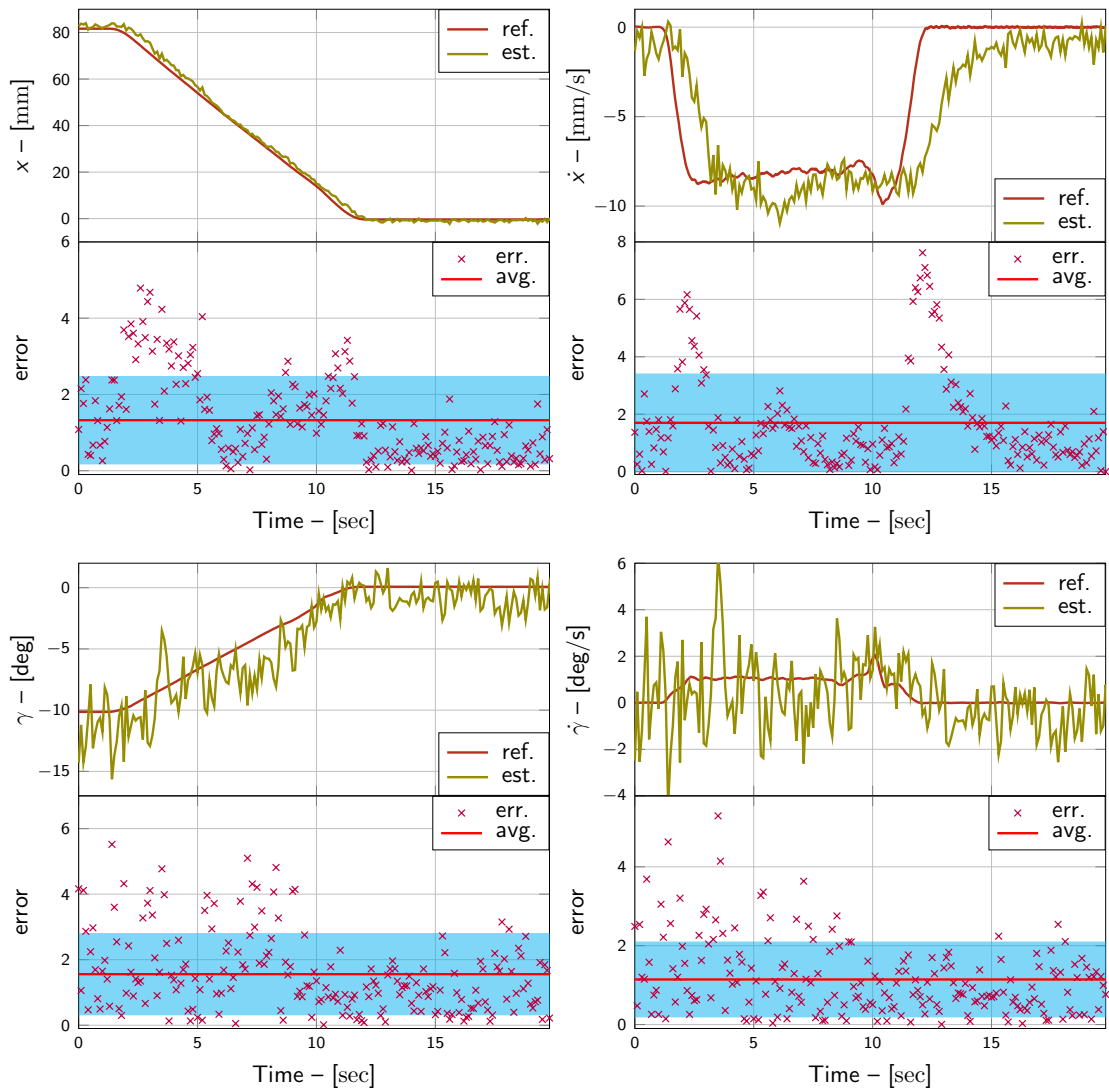 80
60
40
20
0
x – [mm]
ref.
est.
6
4
2
0
error
err.
avg.
0
5
10
15
Time – [sec]
0
−5
−10
ẋ – [mm/s]
ref.
est.
8
6
4
2
0
error
err.
avg.
0
5
10
15
Time – [sec]
0
−5
−10
−15
γ – [deg]
ref.
est.
6
4
2
0
error
err.
avg.
0
5
10
15
Time – [sec]
6
4
2
0
−2
−4
γ̇ – [deg/s]
ref.
est.
4
2
0
error
err.
avg.
0
5
10
15
Time – [sec]